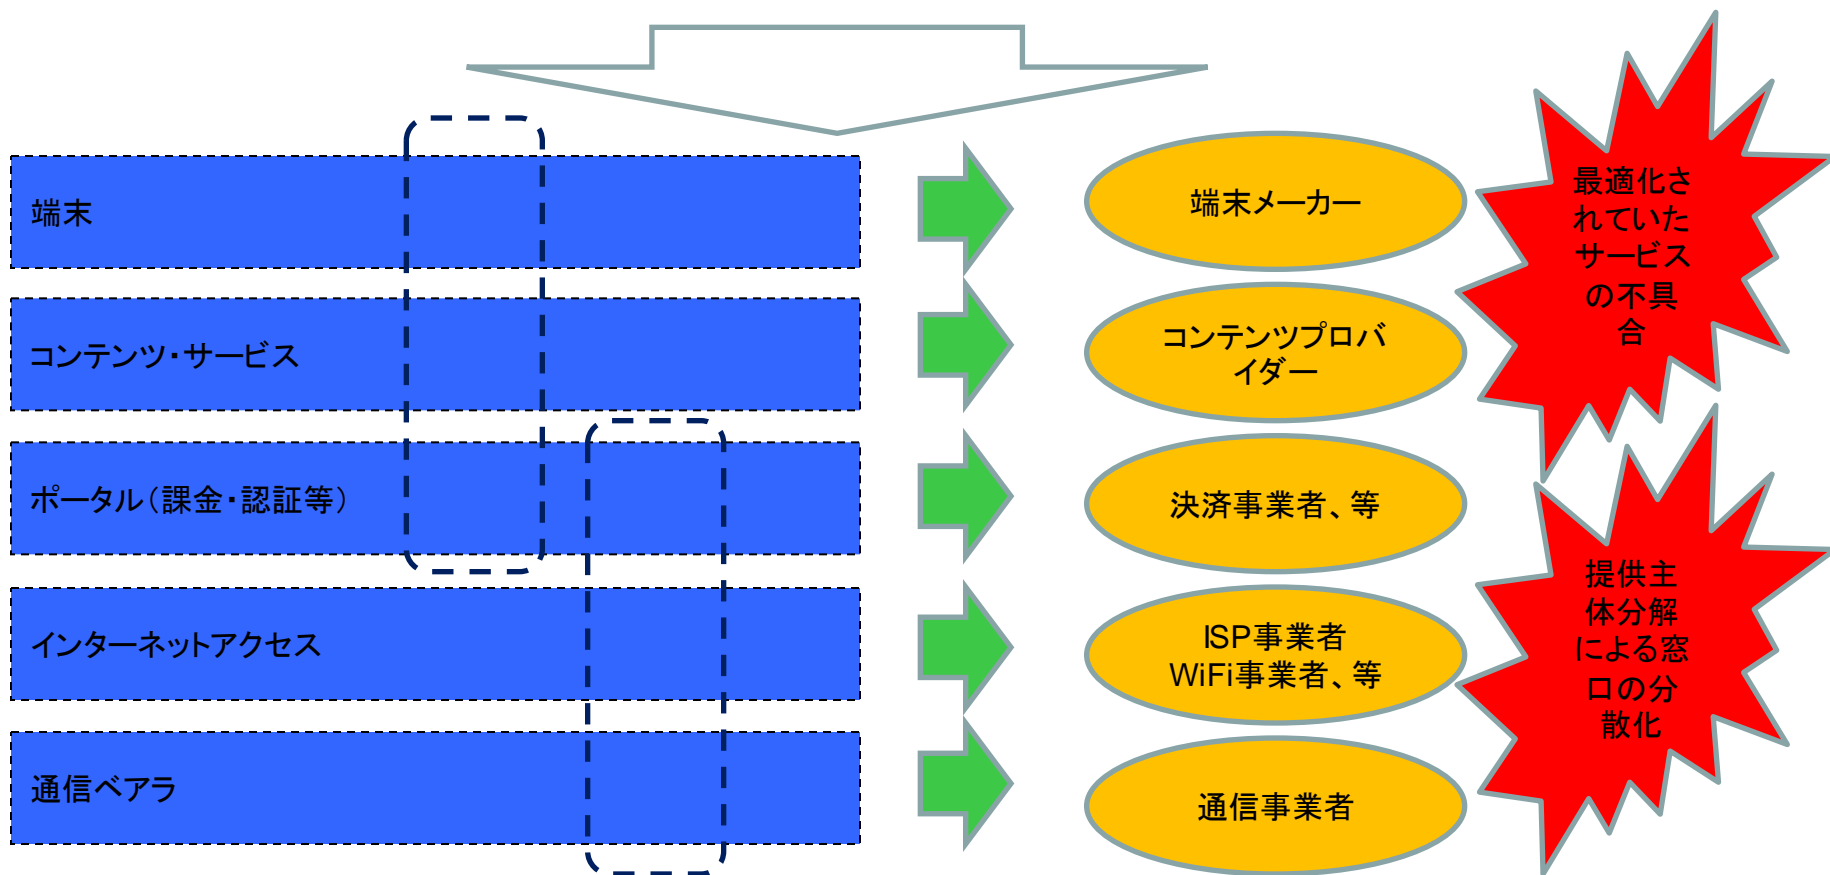 端末
コンテンツ・サービス
ポータル（課金・認証等）
インターネットアクセス
通信ベアラ
端末メーカー
コンテンツプロバ
イダー
決済事業者、等
ISP事業者
WiFi事業者、等
通信事業者
最適化さ
れていた
サービス
の不具
合
提供主
体分解
による窓
口の分
散化